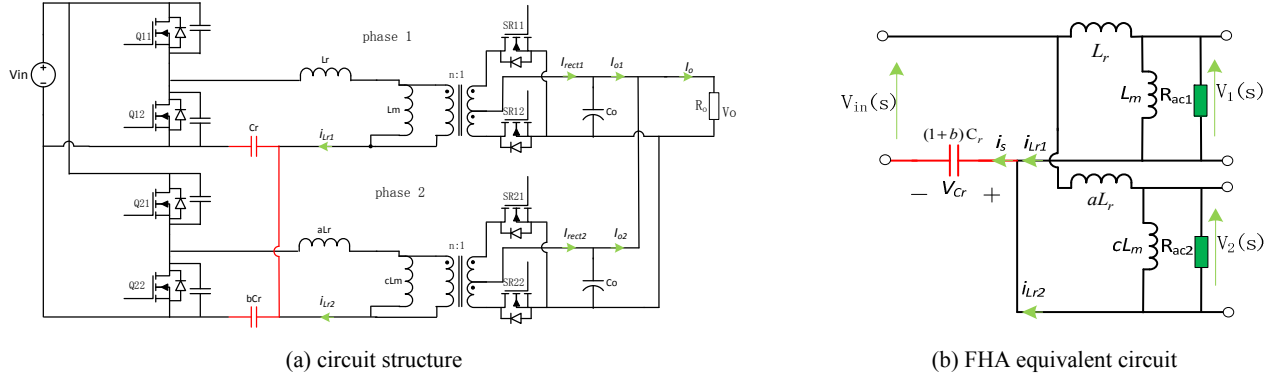 Vin
Q11
Q12
Q21
Q22
phase 1
Lr
Lm
n:1
Cr
iLr1
SR11
SR12
Irect1
Io1
Io
Co
Ro
Vo
phase 2
aLr
cLm
n:1
bCr
iLr2
SR21
SR22
Irect2
Io2
Co
(a) circuit structure
Lr
Lm
Rac1
V1(s)
Vin(s)
(1+b)Cr
is
iLr1
− VCr +
aLr
cLm
Rac2
V2(s)
iLr2
(b) FHA equivalent circuit